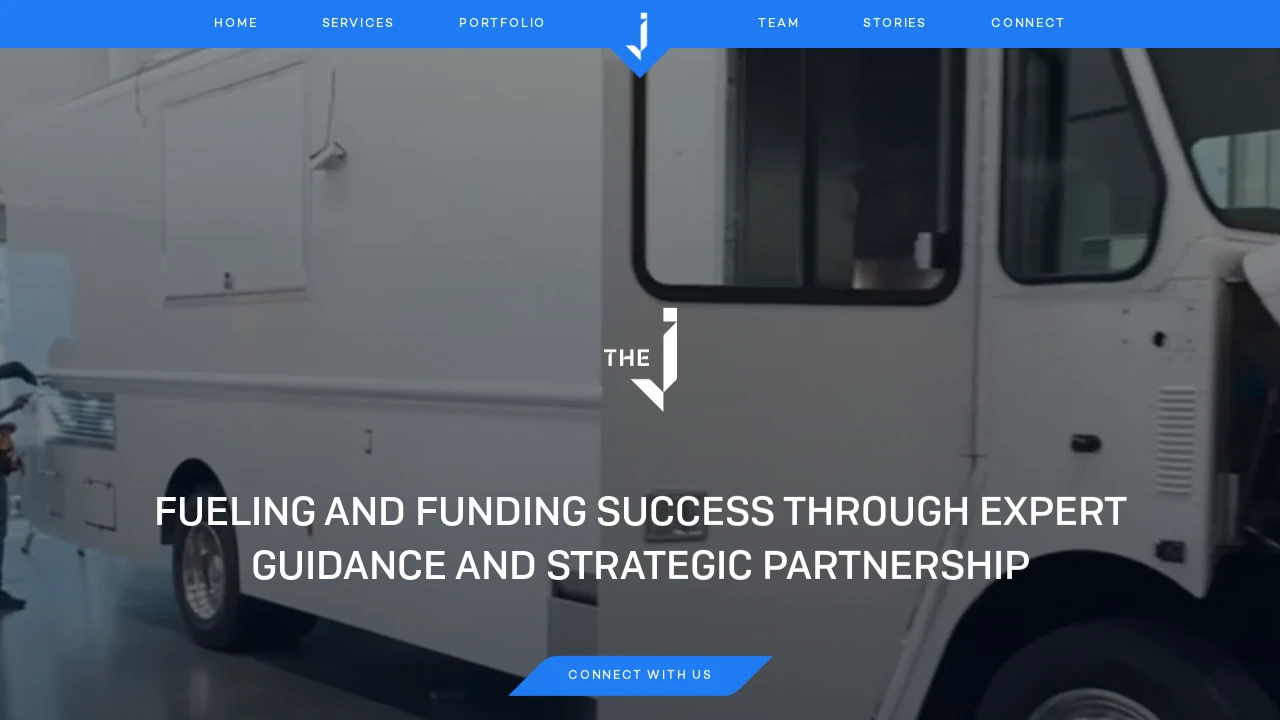 HOME SERVICES PORTFOLIO TEAM STORIES CONNECT
THE J
FUELING AND FUNDING SUCCESS THROUGH EXPERT
GUIDANCE AND STRATEGIC PARTNERSHIP
CONNECT WITH US